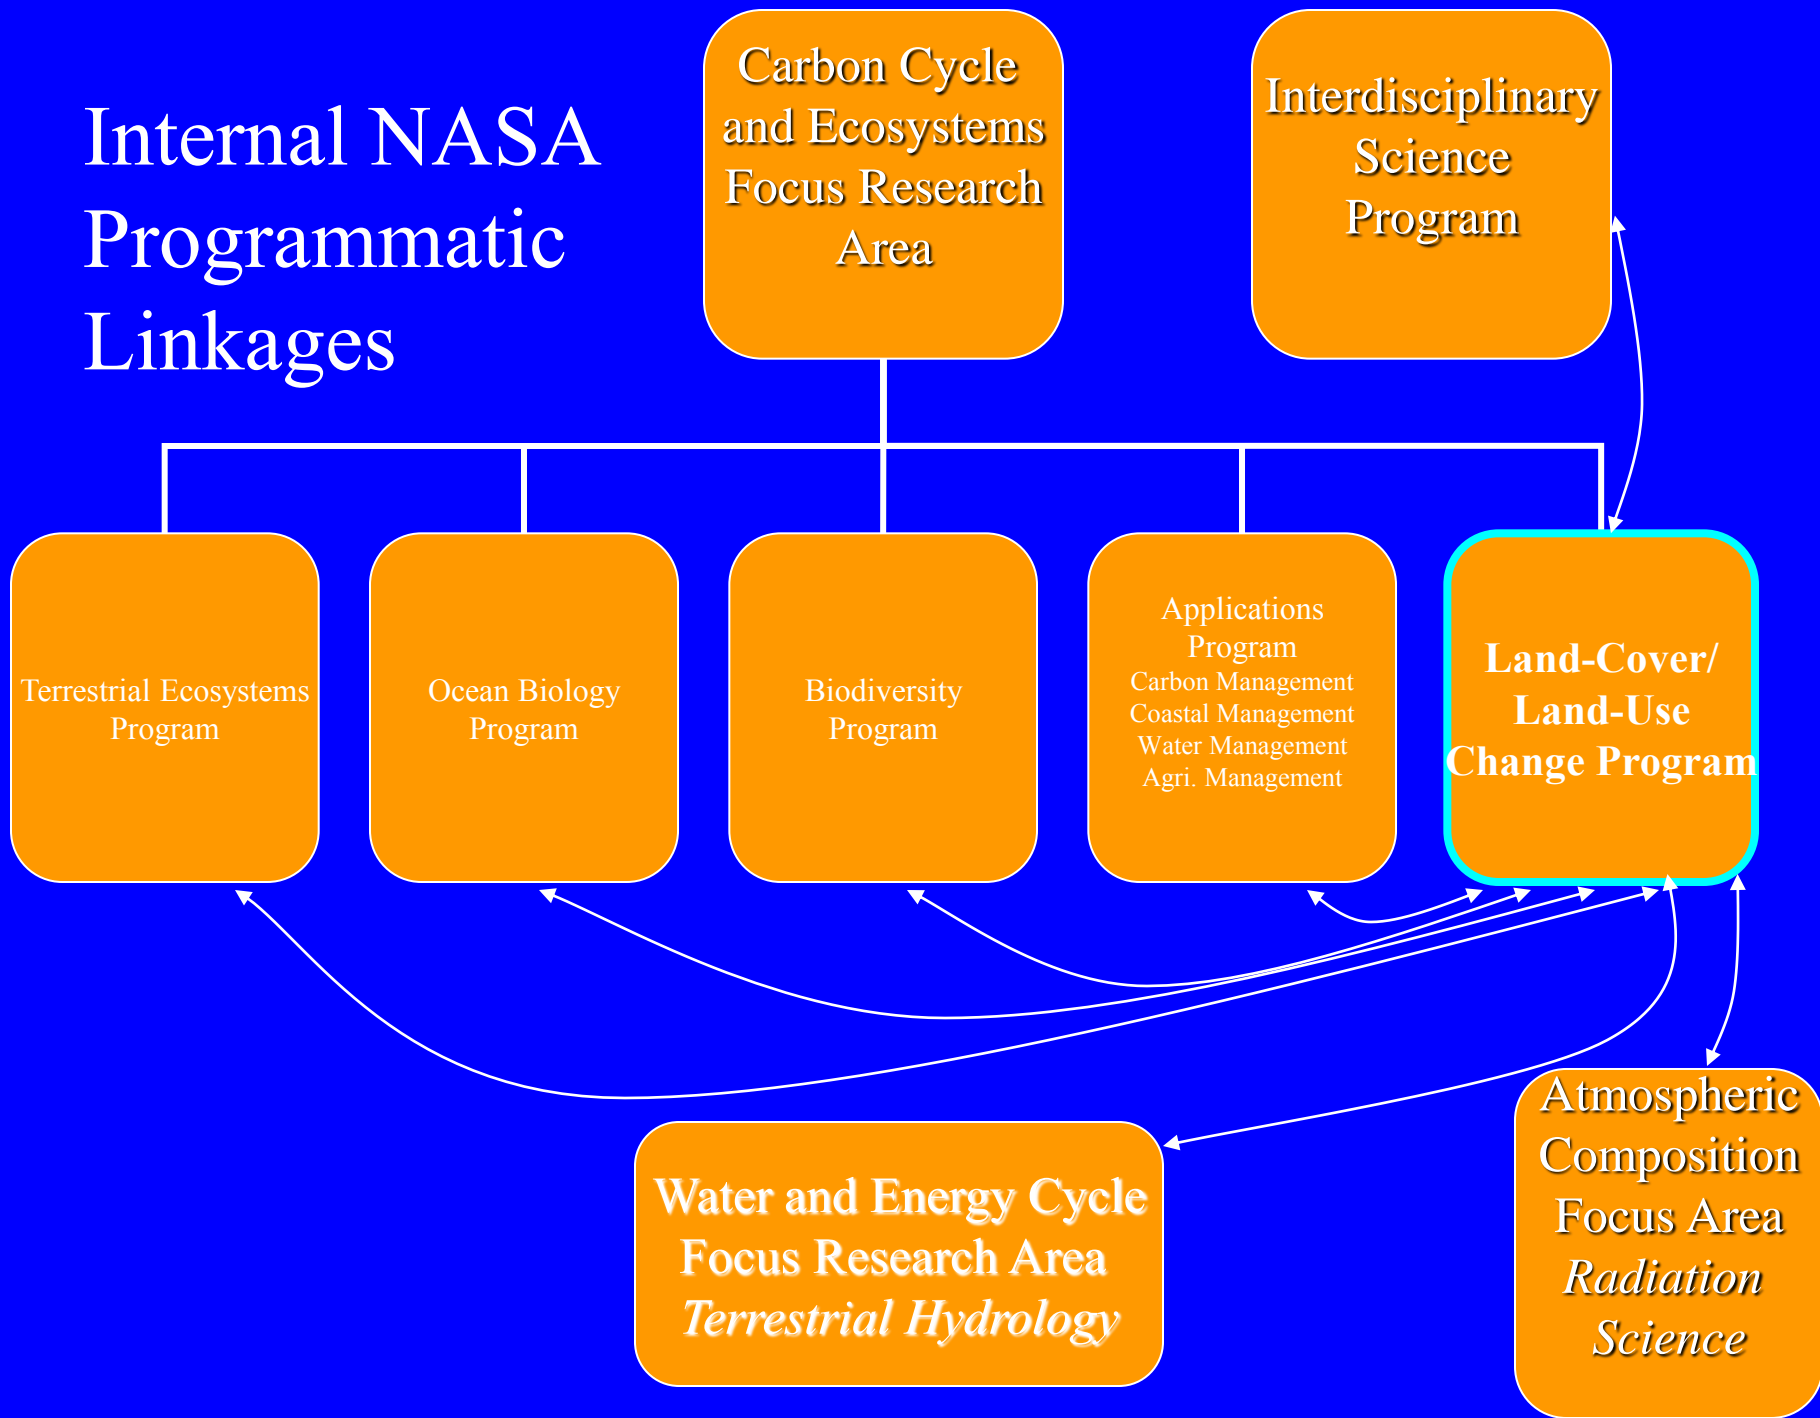 Internal NASA
Programmatic
Linkages
Carbon Cycle
and Ecosystems
Focus Research
Area
Interdisciplinary
Science
Program
Terrestrial Ecosystems
Program
Ocean Biology
Program
Biodiversity
Program
Applications
Program
Carbon Management
Coastal Management
Water Management
Agri. Management
Land-Cover/
Land-Use
Change Program
Water and Energy Cycle
Focus Research Area
Terrestrial Hydrology
Atmospheric
Composition
Focus Area
Radiation
Science